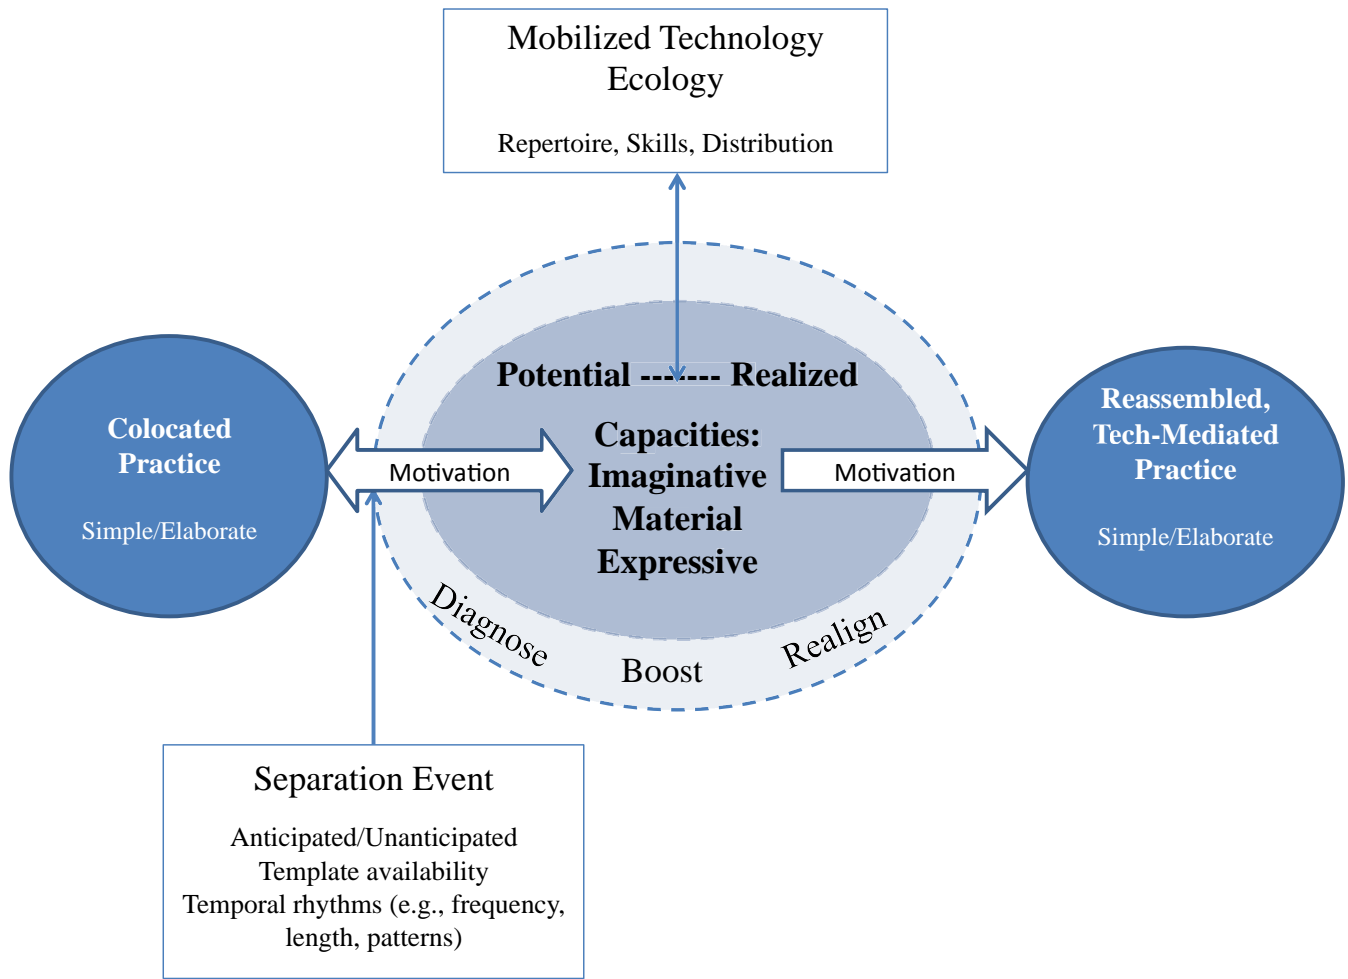 Mobilized Technology
Ecology
Repertoire, Skills, Distribution
Potential ------- Realized
Capacities:
Imaginative
Material
Expressive
Colocated
Practice
Simple/Elaborate
Motivation
Motivation
Reassembled,
Tech-Mediated
Practice
Simple/Elaborate
Diagnose
Boost
Realign
Separation Event
Anticipated/Unanticipated
Template availability
Temporal rhythms (e.g., frequency,
length, patterns)